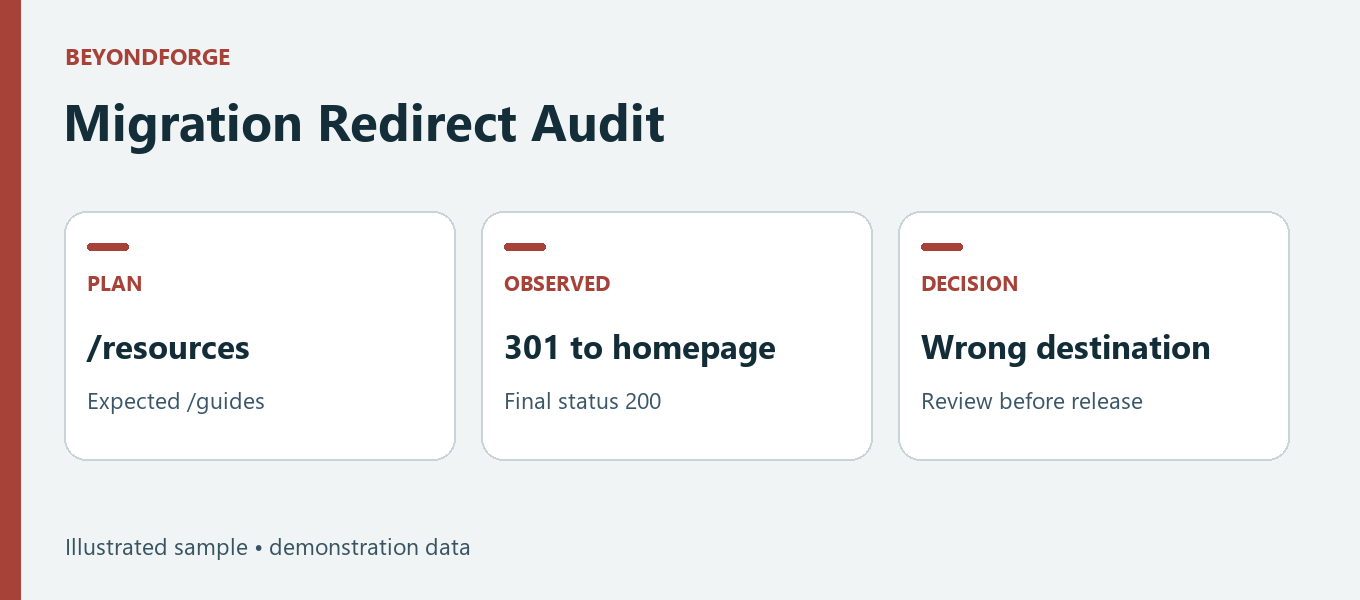 BEYONDFORGE
Migration Redirect Audit
PLAN
/resources
Expected /guides
OBSERVED
301 to homepage
Final status 200
DECISION
Wrong destination
Review before release
Illustrated sample • demonstration data